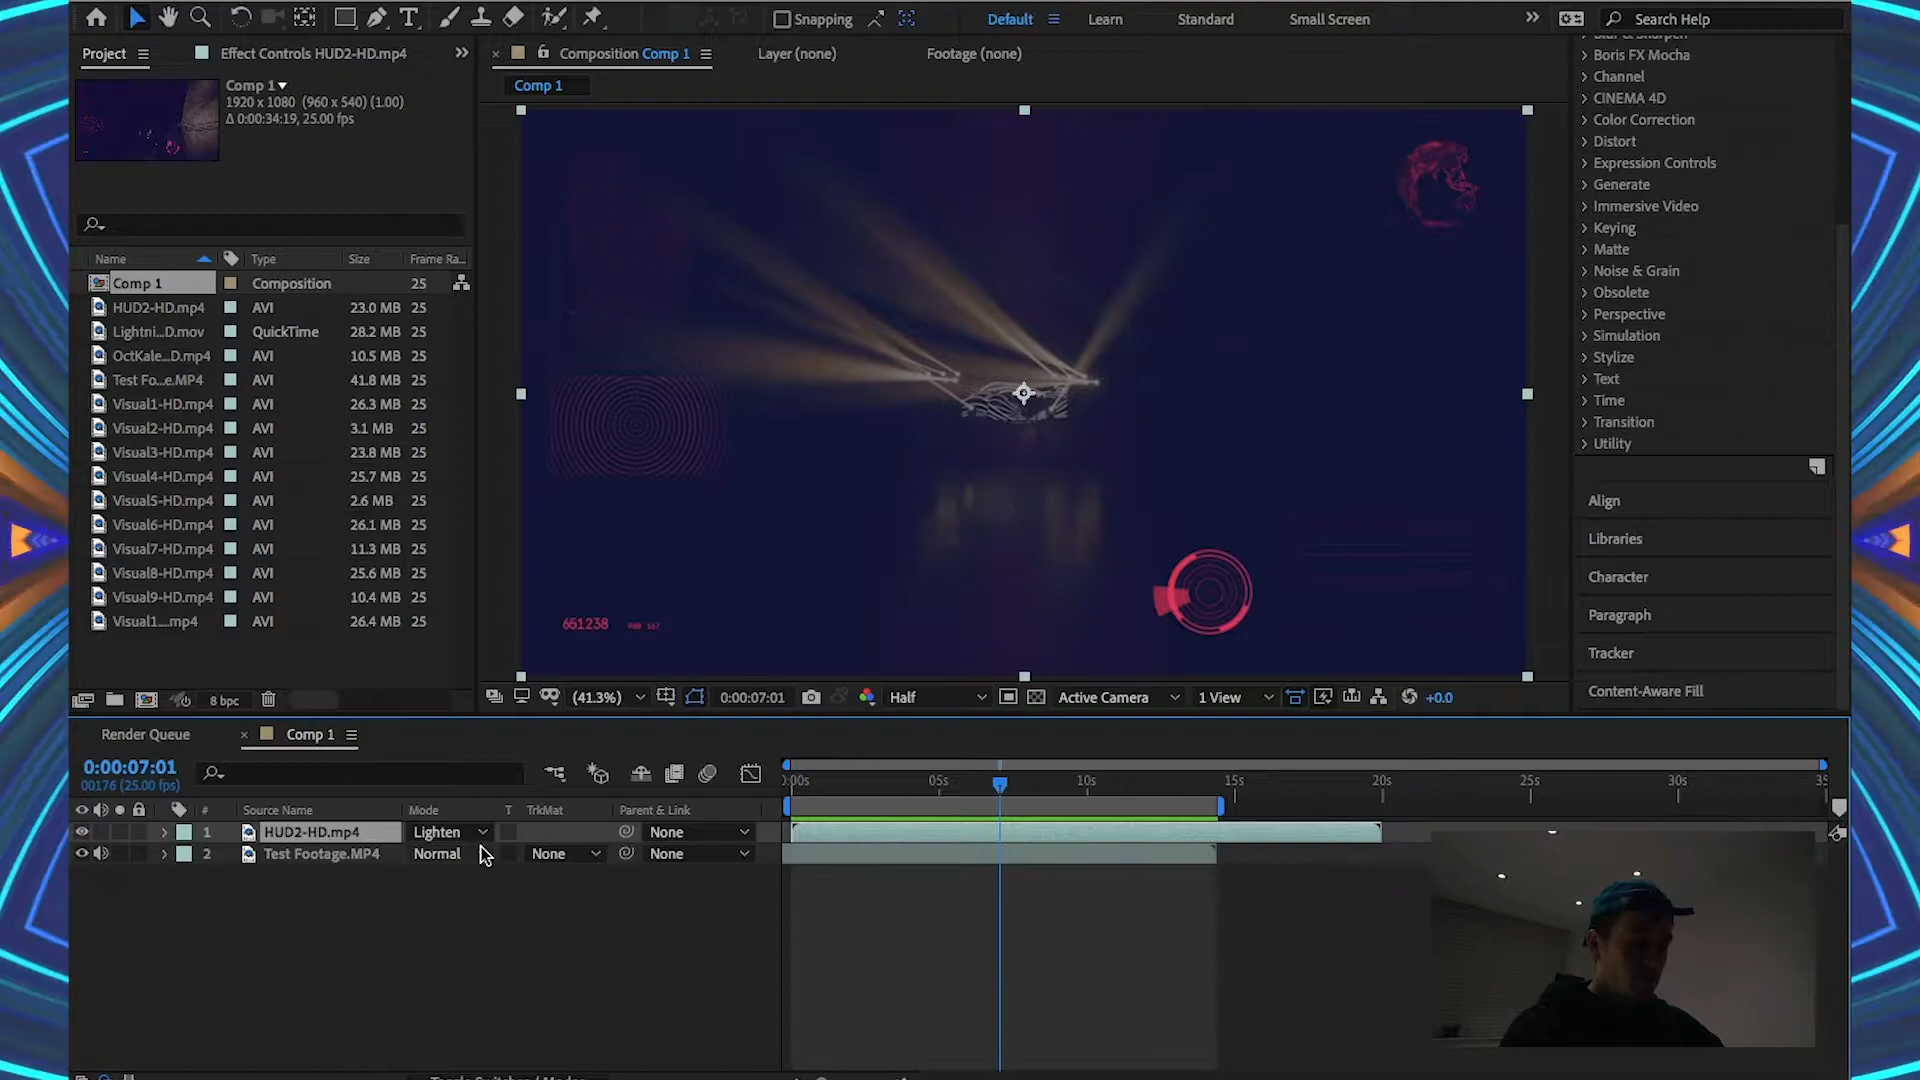 Snapping
Default
Learn
Standard
Small Screen
Search Help
Project
Effect Controls HUD2-HD.mp4
Composition Comp 1
Layer (none)
Footage (none)
Comp 1
Comp 1
1920 x 1080 (960 x 540) (1.00)
Δ 0:00:34:19, 25.00 fps
Blur & Sharpen
Boris FX Mocha
Channel
CINEMA 4D
Color Correction
Distort
Expression Controls
Generate
Immersive Video
Keying
Matte
Noise & Grain
Obsolete
Perspective
Simulation
Stylize
Text
Time
Transition
Utility
Align
Libraries
Character
Paragraph
Tracker
Content-Aware Fill
Name Type Size Frame Ra...
Comp 1 Composition 25
HUD2-HD.mp4 AVI 23.0 MB 25
Lightni...D.mov QuickTime 28.2 MB 25
OctKale...D.mp4 AVI 10.5 MB 25
Test Fo...e.MP4 AVI 41.8 MB 25
Visual1-HD.mp4 AVI 26.3 MB 25
Visual2-HD.mp4 AVI 3.1 MB 25
Visual3-HD.mp4 AVI 23.8 MB 25
Visual4-HD.mp4 AVI 25.7 MB 25
Visual5-HD.mp4 AVI 2.6 MB 25
Visual6-HD.mp4 AVI 26.1 MB 25
Visual7-HD.mp4 AVI 11.3 MB 25
Visual8-HD.mp4 AVI 25.6 MB 25
Visual9-HD.mp4 AVI 10.4 MB 25
Visual1....mp4 AVI 26.4 MB 25
651238
8 bpc
(41.3%) 0:00:07:01 Half Active Camera 1 View +0.0
Render Queue
Comp 1
0:00:07:01
00176 (25.00 fps)
# Source Name Mode T TrkMat Parent & Link
1 HUD2-HD.mp4 Lighten None
2 Test Footage.MP4 Normal None None
:00s 05s 10s 15s 20s 25s 30s 35